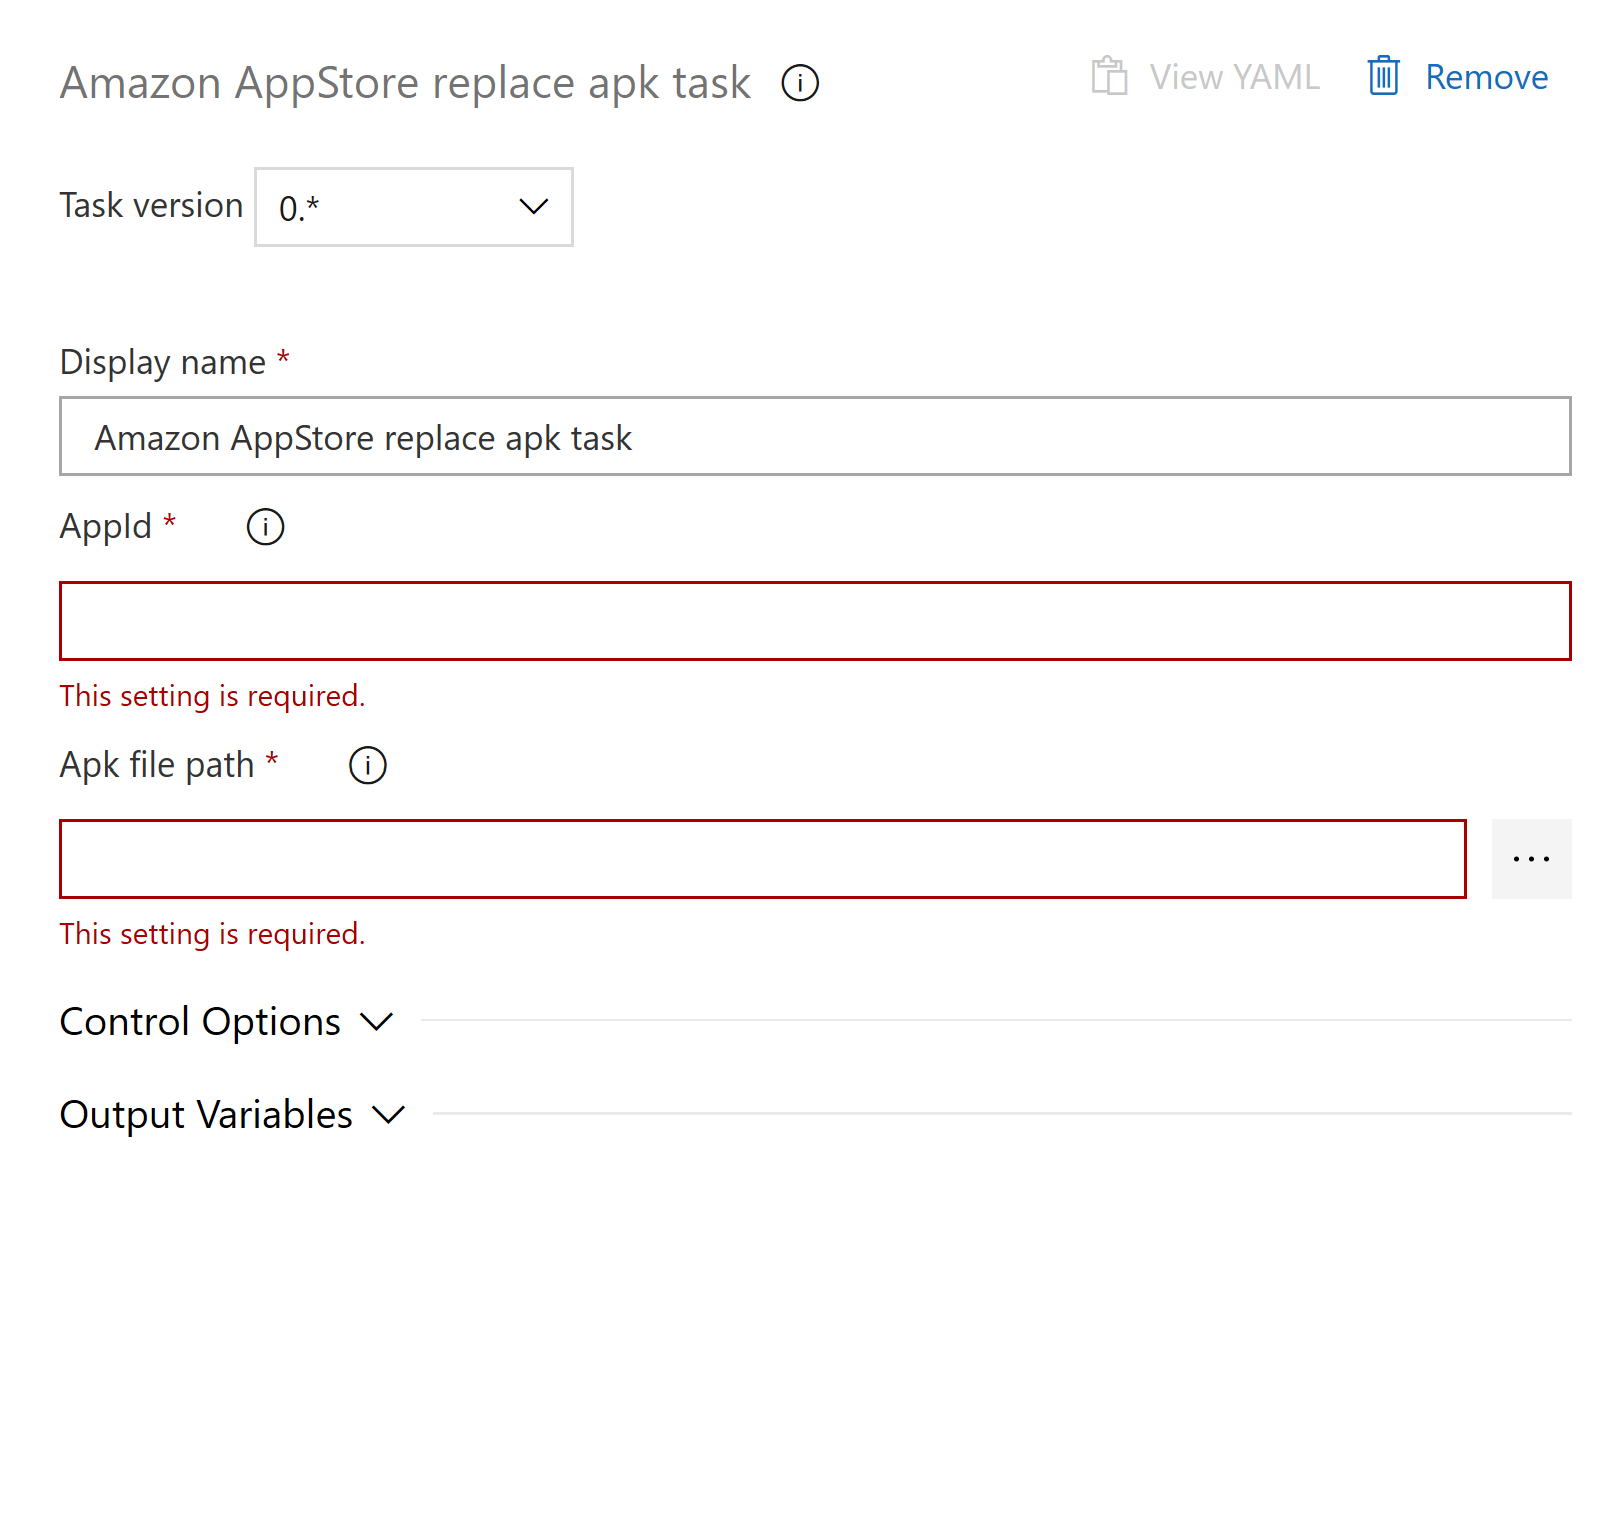 Amazon AppStore replace apk task
View YAML
Remove
Task version
0.*
Display name *
Amazon AppStore replace apk task
AppId *
This setting is required.
Apk file path *
...
This setting is required.
Control Options
Output Variables